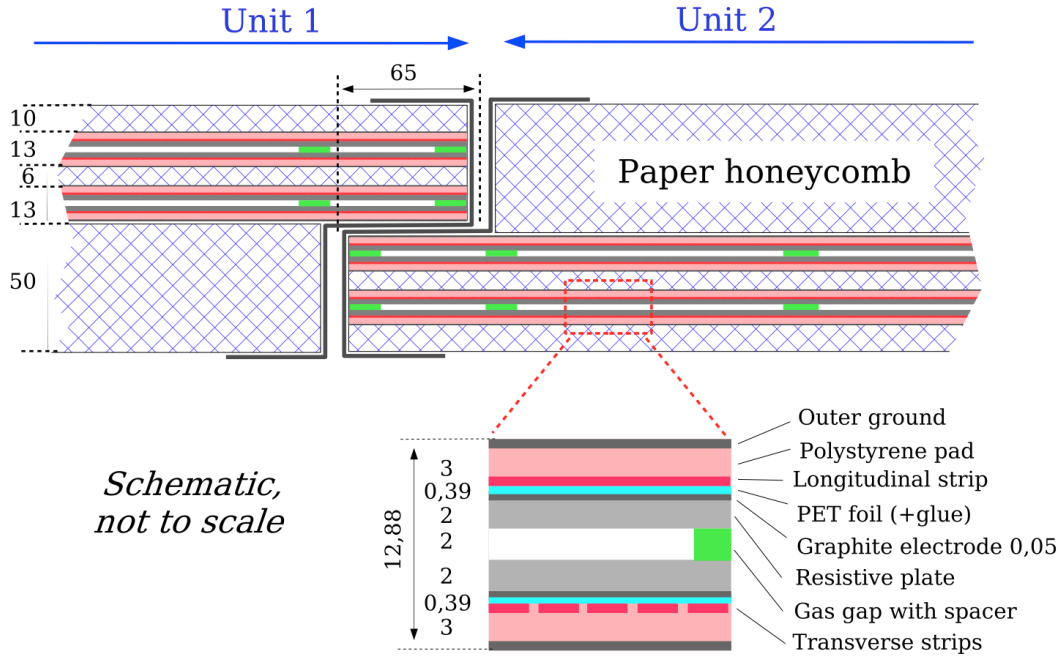 Unit 1
Unit 2
65
10
13
6
13
50
Paper honeycomb
Schematic,
not to scale
12,88
3
0,39
2
2
2
0,39
3
Outer ground
Polystyrene pad
Longitudinal strip
PET foil (+glue)
Graphite electrode 0,05
Resistive plate
Gas gap with spacer
Transverse strips